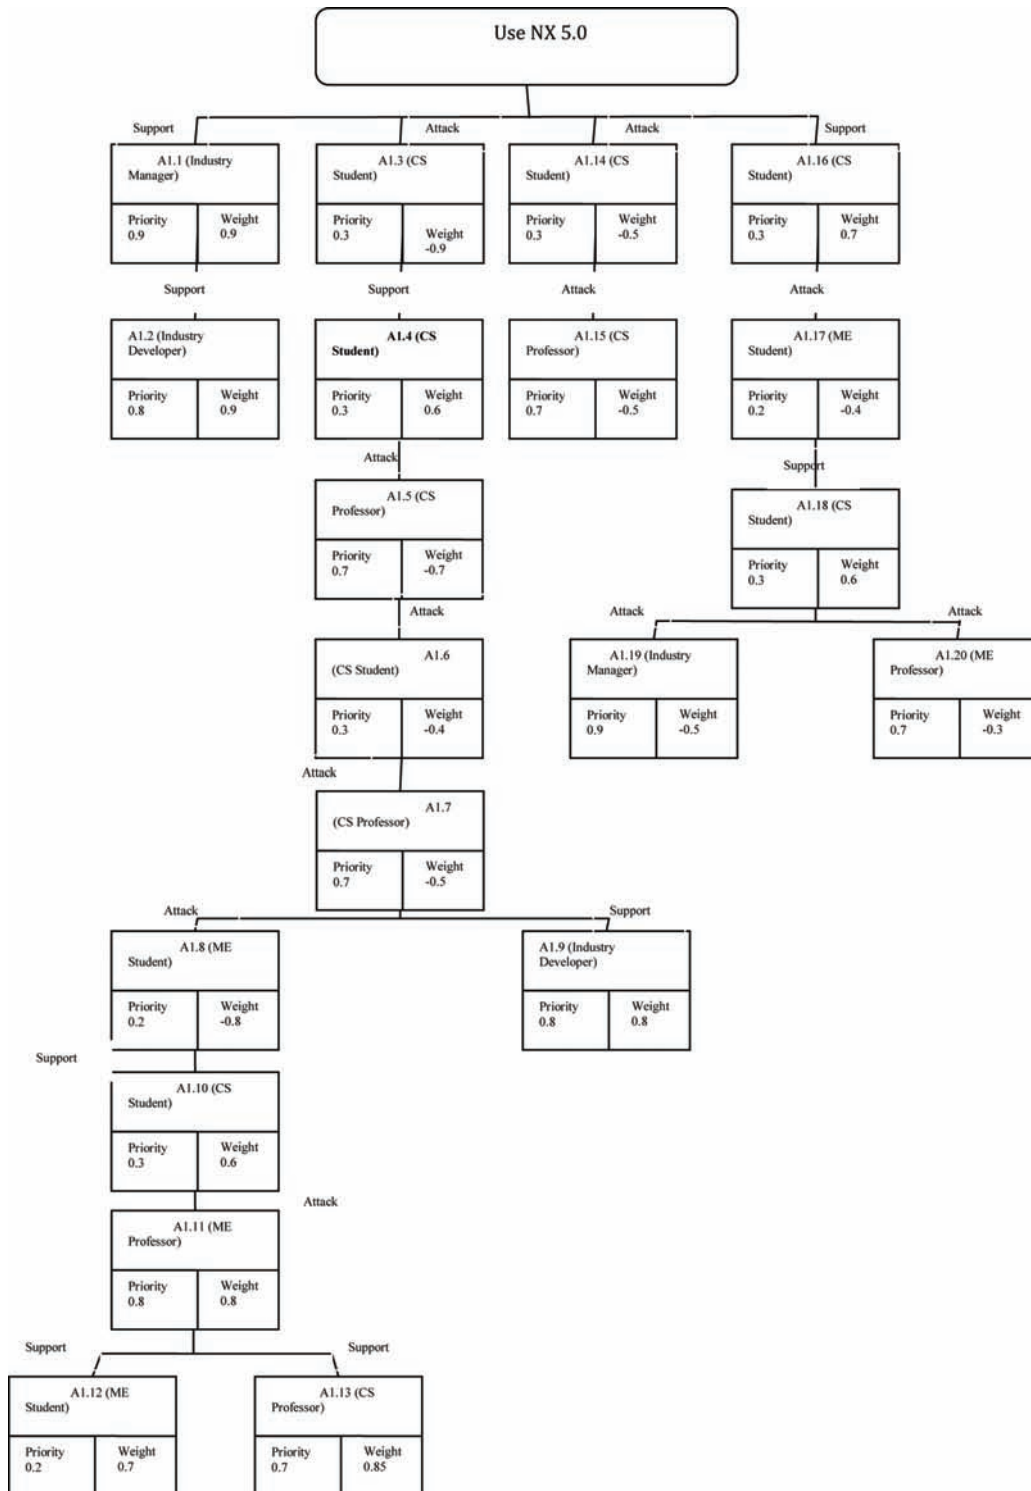 Use NX 5.0
Support
Attack
Attack
Support
A1.1 (Industry
Manager)
Priority
0.9
Weight
0.9
A1.3 (CS
Student)
Priority
0.3
Weight
-0.9
A1.14 (CS
Student)
Priority
0.3
Weight
-0.5
A1.16 (CS
Student)
Priority
0.3
Weight
0.7
Support
Support
Attack
Attack
A1.2 (Industry
Developer)
Priority
0.8
Weight
0.9
A1.4 (CS
Student)
Priority
0.3
Weight
0.6
A1.15 (CS
Professor)
Priority
0.7
Weight
-0.5
A1.17 (ME
Student)
Priority
0.2
Weight
-0.4
Attack
Support
A1.5 (CS
Professor)
Priority
0.7
Weight
-0.7
A1.18 (CS
Student)
Priority
0.3
Weight
0.6
Attack
Attack
Attack
A1.6
(CS Student)
Priority
0.3
Weight
-0.4
A1.19 (Industry
Manager)
Priority
0.9
Weight
-0.5
A1.20 (ME
Professor)
Priority
0.7
Weight
-0.3
Attack
A1.7
(CS Professor)
Priority
0.7
Weight
-0.5
Attack
Support
A1.8 (ME
Student)
Priority
0.2
Weight
-0.8
A1.9 (Industry
Developer)
Priority
0.8
Weight
0.8
Support
A1.10 (CS
Student)
Priority
0.3
Weight
0.6
Attack
A1.11 (ME
Professor)
Priority
0.8
Weight
0.8
Support
Support
A1.12 (ME
Student)
Priority
0.2
Weight
0.7
A1.13 (CS
Professor)
Priority
0.7
Weight
0.85